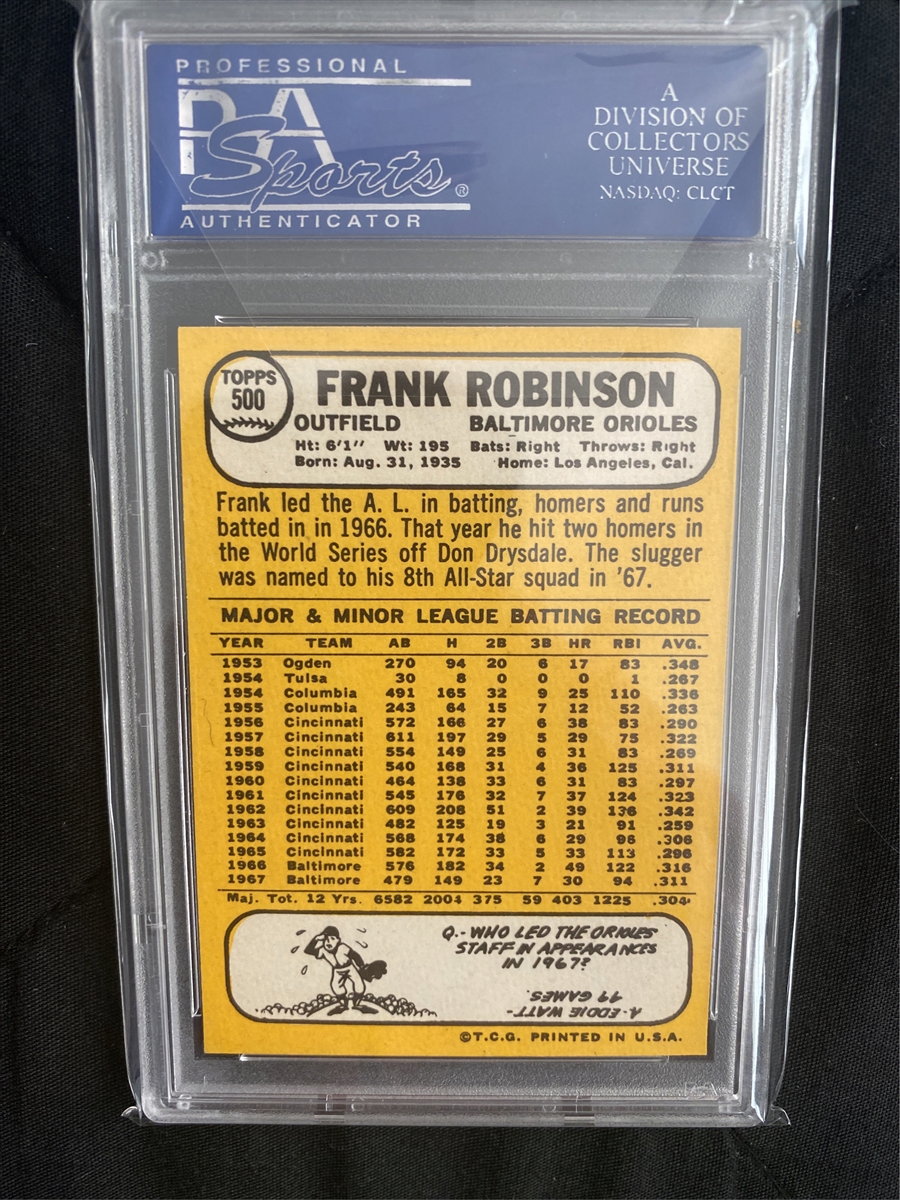 PROFESSIONAL
PSA
Sports®
AUTHENTICATOR
A
DIVISION OF
COLLECTORS
UNIVERSE
NASDAQ: CLCT
TOPPS
500
FRANK ROBINSON
OUTFIELD BALTIMORE ORIOLES
Ht: 6'1" Wt: 195 Bats: Right Throws: Right
Born: Aug. 31, 1935 Home: Los Angeles, Cal.
Frank led the A. L. in batting, homers and runs
batted in in 1966. That year he hit two homers in
the World Series off Don Drysdale. The slugger
was named to his 8th All-Star squad in '67.
MAJOR & MINOR LEAGUE BATTING RECORD
YEAR TEAM AB H 2B 3B HR RBI AVG.
1953 Ogden 270 94 20 6 17 83 .348
1954 Tulsa 30 8 0 0 0 1 .267
1954 Columbia 491 165 32 9 25 110 .336
1955 Columbia 243 64 15 7 12 52 .263
1956 Cincinnati 572 166 27 6 38 83 .290
1957 Cincinnati 611 197 29 5 29 75 .322
1958 Cincinnati 554 149 25 6 31 83 .269
1959 Cincinnati 540 168 31 4 36 125 .311
1960 Cincinnati 464 138 33 6 31 83 .297
1961 Cincinnati 545 176 32 7 37 124 .323
1962 Cincinnati 609 208 51 2 39 136 .342
1963 Cincinnati 482 125 19 3 21 91 .259
1964 Cincinnati 568 174 38 6 29 96 .306
1965 Cincinnati 582 172 33 5 33 113 .296
1966 Baltimore 576 182 34 2 49 122 .316
1967 Baltimore 479 149 23 7 30 94 .311
Maj. Tot. 12 Yrs. 6582 2004 375 59 403 1225 .304
Q.- WHO LED THE ORIOLES
STAFF IN APPEARANCES
IN 1967?
A- EDDIE WATT-
49 GAMES.
©T.C.G. PRINTED IN U.S.A.